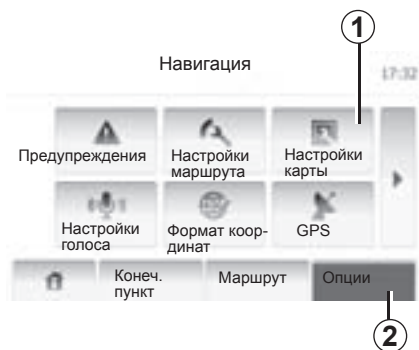 1
Навигация
17:32
Предупреждения
Настройки
маршрута
Настройки
карты
Настройки
голоса
Формат коор-
динат
GPS
Конеч.
пункт
Маршрут
Опции
2